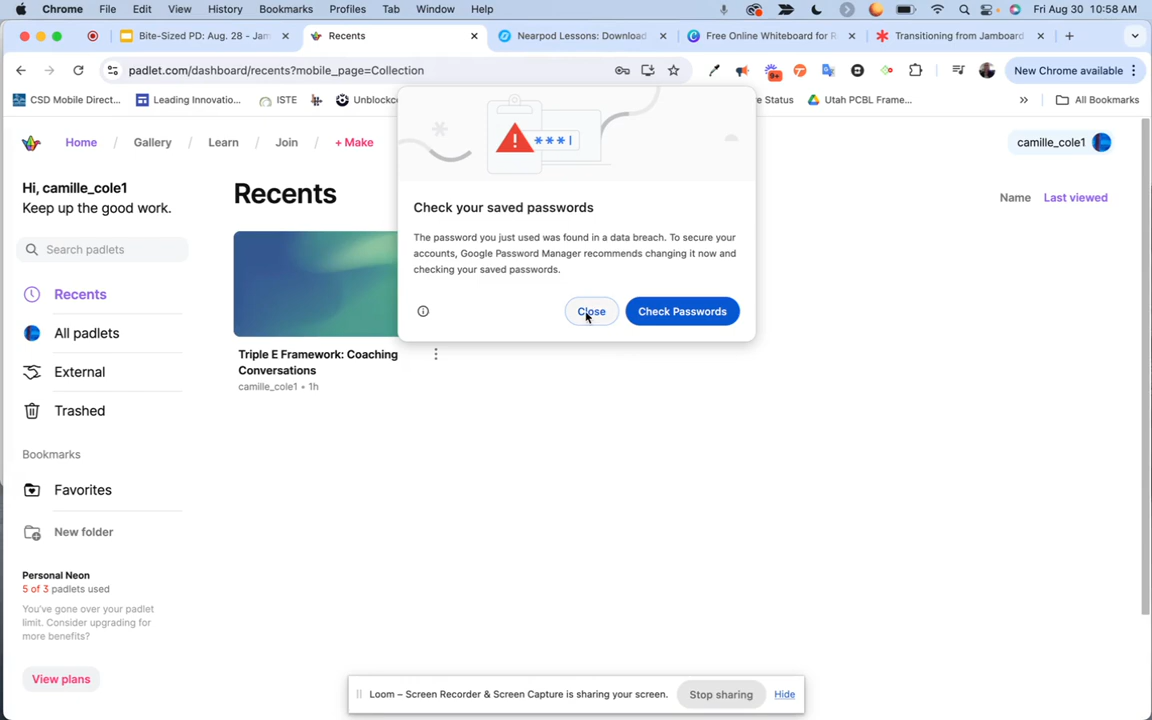 Chrome File Edit View History Bookmarks Profiles Tab Window Help Fri Aug 30 10:58 AM
Bite-Sized PD: Aug. 28 - Jam Recents Nearpod Lessons: Download Free Online Whiteboard for R Transitioning from Jamboard
padlet.com/dashboard/recents?mobile_page=Collection New Chrome available
CSD Mobile Direct... Leading Innovatio... ISTE Unblocke e Status Utah PCBL Frame... » All Bookmarks
Home / Gallery / Learn / Join / + Make camille_cole1
Hi, camille_cole1
Keep up the good work.
Search padlets
Recents
All padlets
External
Trashed
Bookmarks
Favorites
New folder
Personal Neon
5 of 3 padlets used
You've gone over your padlet
limit. Consider upgrading for
more benefits?
View plans
Recents
Name Last viewed
Triple E Framework: Coaching
Conversations
camille_cole1 • 1h
***|
Check your saved passwords
The password you just used was found in a data breach. To secure your
accounts, Google Password Manager recommends changing it now and
checking your saved passwords.
Close Check Passwords
Loom – Screen Recorder & Screen Capture is sharing your screen. Stop sharing Hide